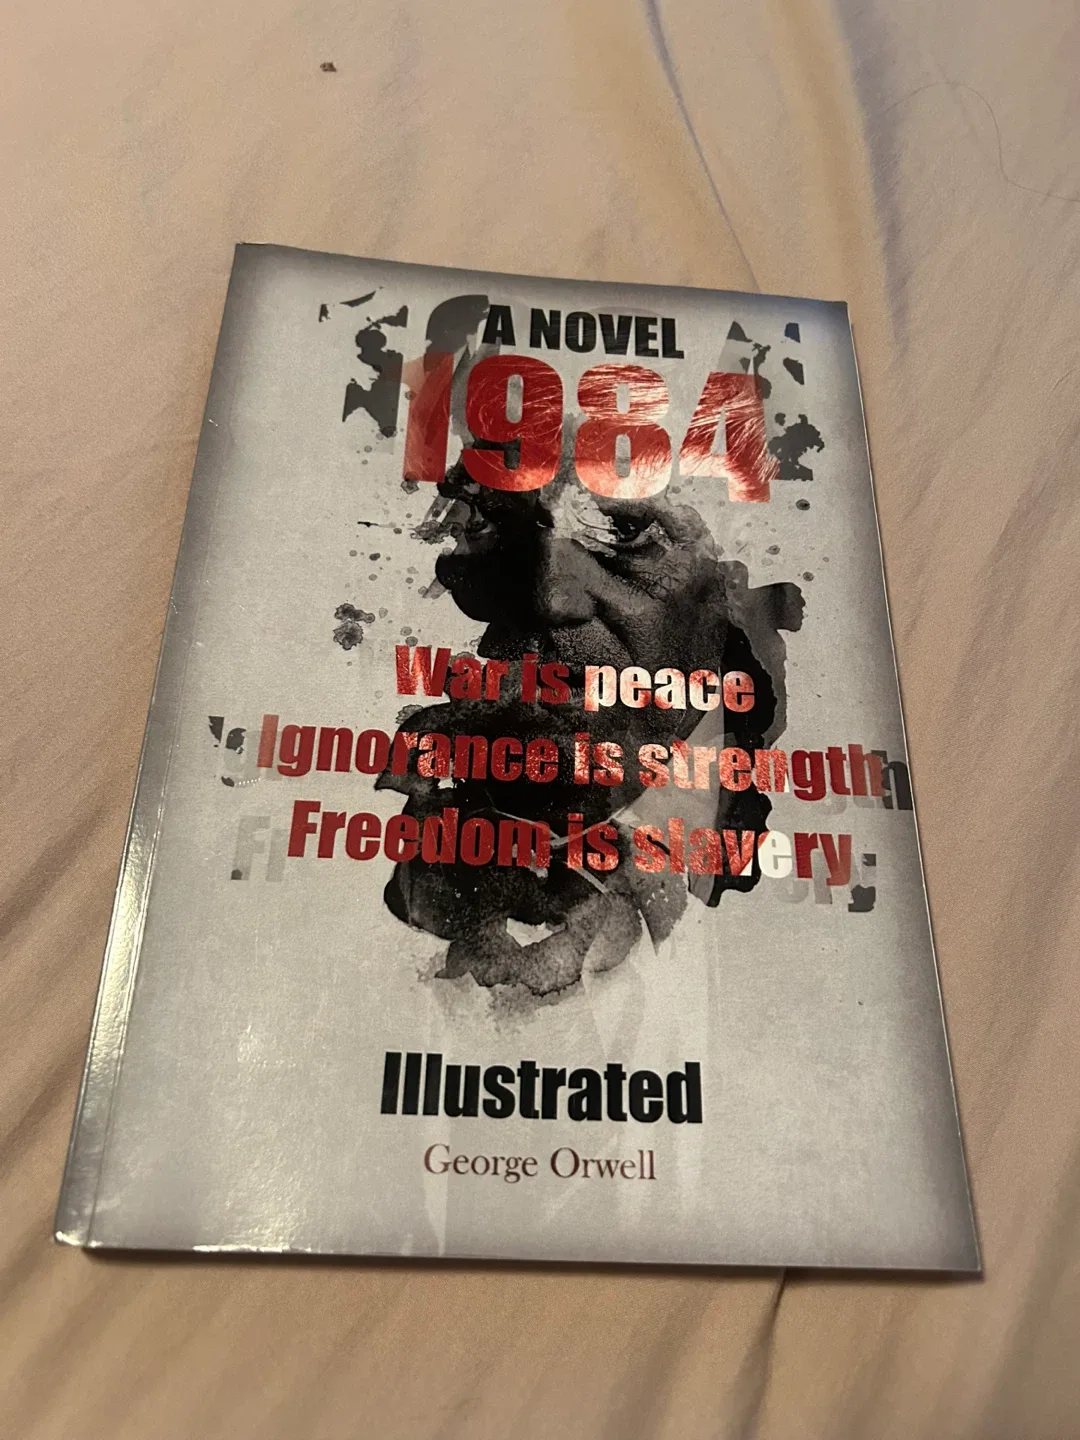 A NOVEL
1984
War is peace
Ignorance is strength
Freedom is slavery
Illustrated
George Orwell